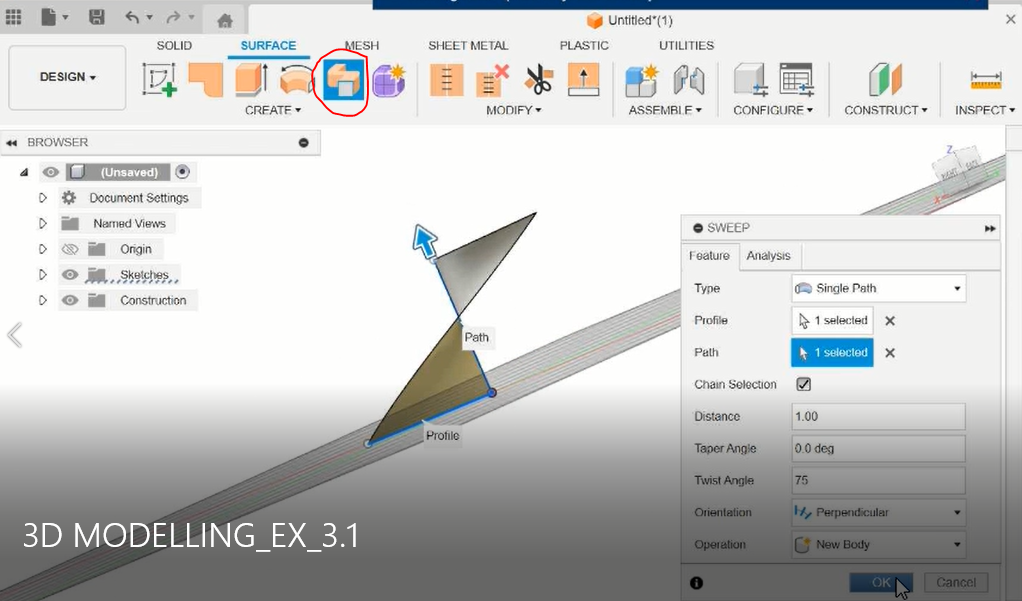 Untitled*(1)
SOLID SURFACE MESH SHEET METAL PLASTIC UTILITIES
DESIGN
CREATE MODIFY ASSEMBLE CONFIGURE CONSTRUCT INSPECT
BROWSER
(Unsaved)
Document Settings
Named Views
Origin
Sketches
Construction
Z
Path
Profile
SWEEP
Feature Analysis
Type Single Path
Profile 1 selected
Path 1 selected
Chain Selection
Distance 1.00
Taper Angle 0.0 deg
Twist Angle 75
Orientation Perpendicular
Operation New Body
OK Cancel
3D MODELLING_EX_3.1